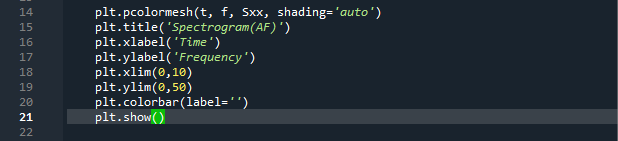 14 plt.pcolormesh(t, f, Sxx, shading='auto')
15 plt.title('Spectrogram(AF)')
16 plt.xlabel('Time')
17 plt.ylabel('Frequency')
18 plt.xlim(0,10)
19 plt.ylim(0,50)
20 plt.colorbar(label='')
21 plt.show()
22